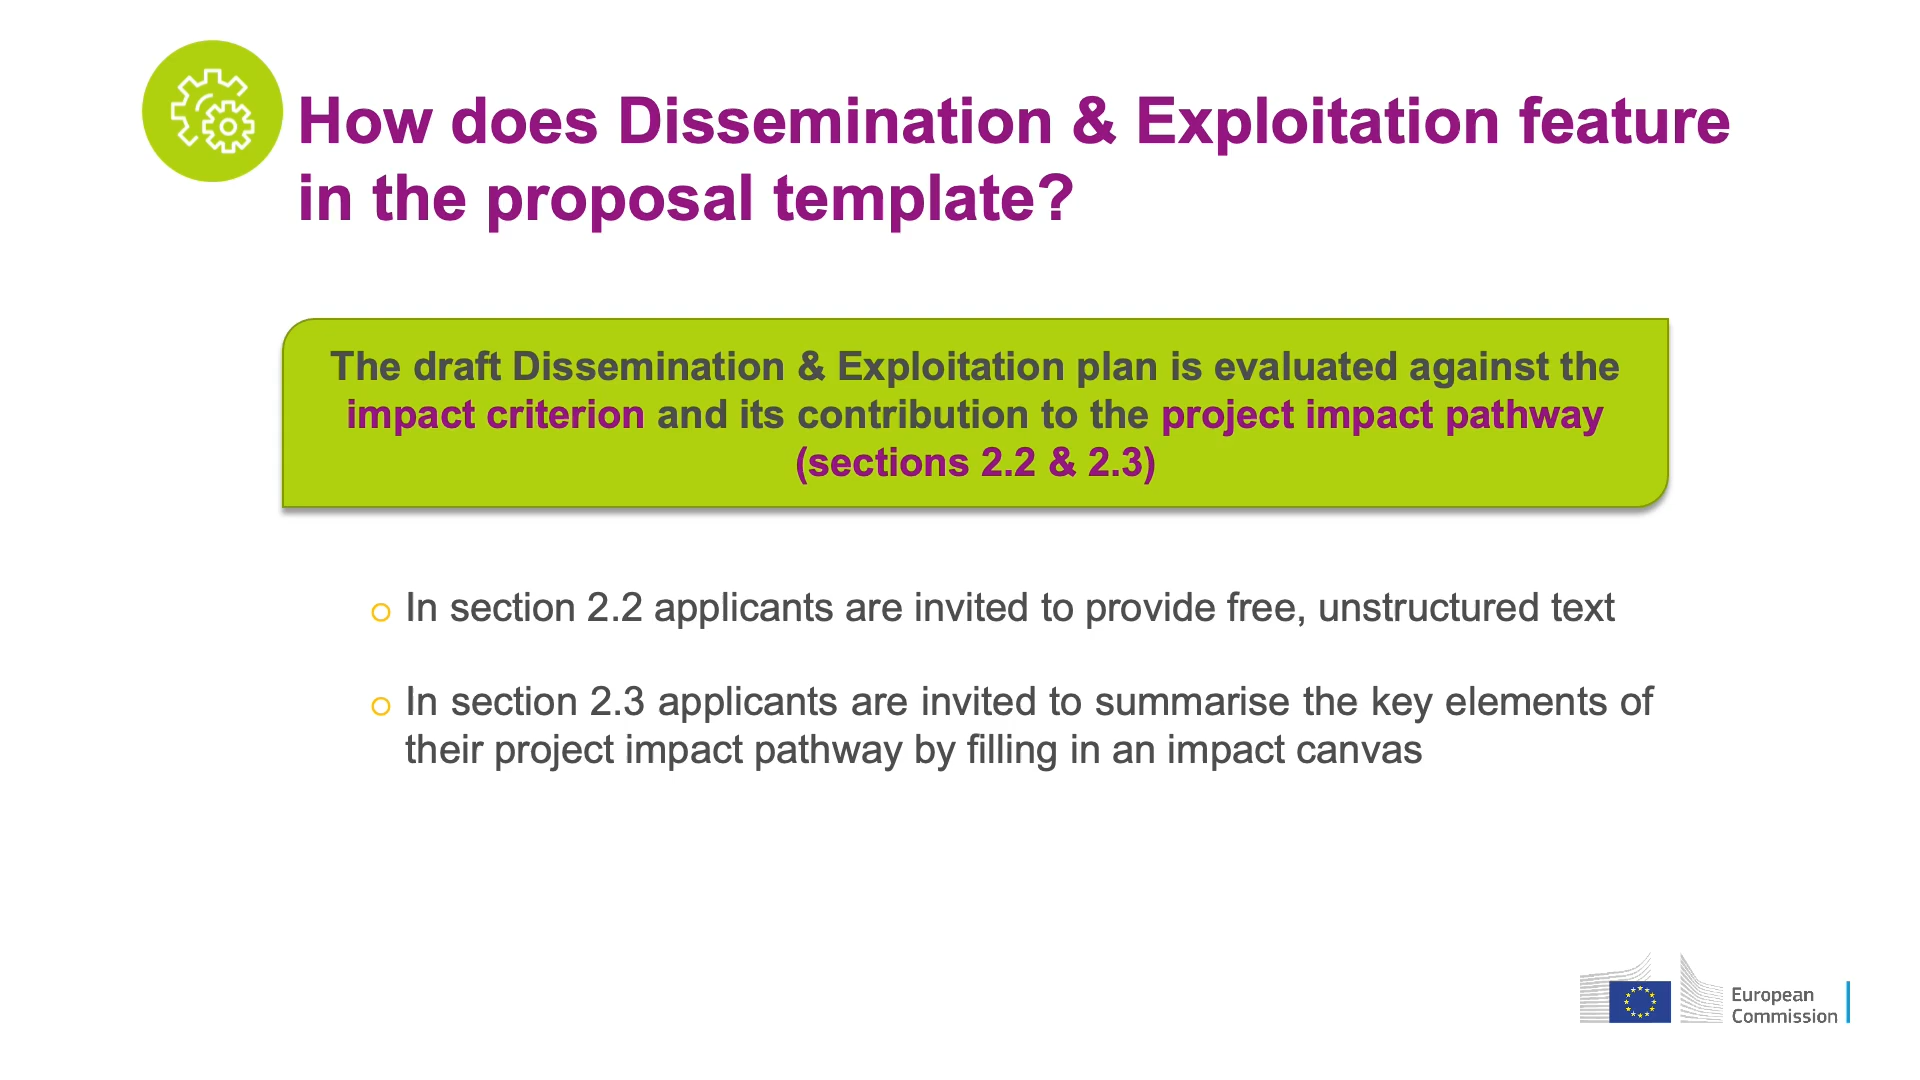 How does Dissemination & Exploitation feature
in the proposal template?
The draft Dissemination & Exploitation plan is evaluated against the
impact criterion and its contribution to the project impact pathway
(sections 2.2 & 2.3)
o In section 2.2 applicants are invited to provide free, unstructured text
o In section 2.3 applicants are invited to summarise the key elements of
their project impact pathway by filling in an impact canvas
European
Commission